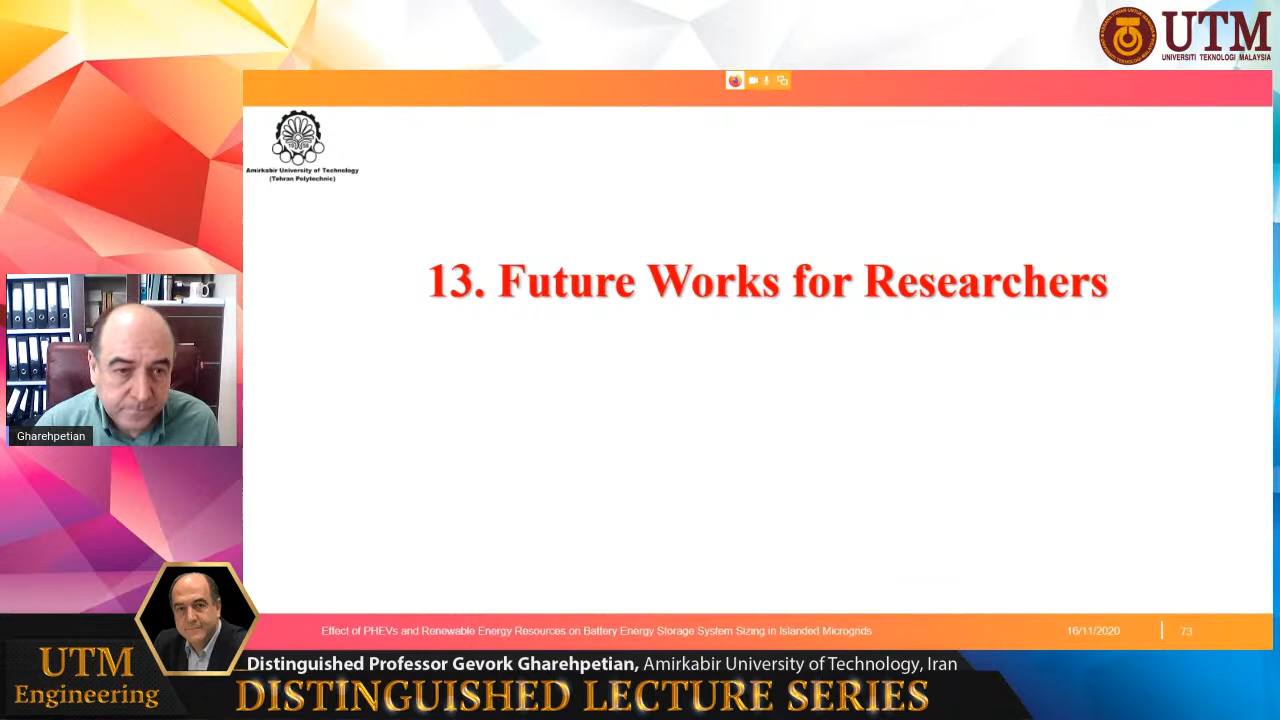 UTM
UNIVERSITI TEKNOLOGI MALAYSIA
Amirkabir University of Technology
(Tehran Polytechnic)
13. Future Works for Researchers
Gharehpetian
Effect of PHEVs and Renewable Energy Resources on Battery Energy Storage System Sizing in Islanded Microgrids
16/11/2020
73
Distinguished Professor Gevork Gharehpetian, Amirkabir University of Technology, Iran
UTM
Engineering
DISTINGUISHED LECTURE SERIES